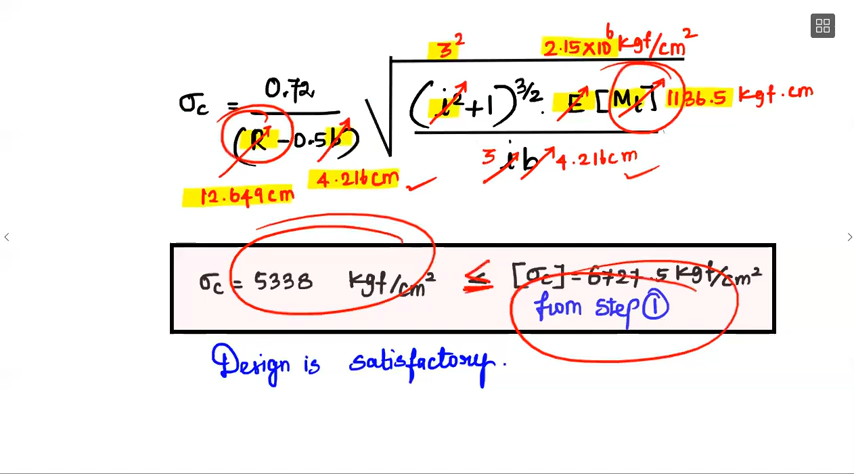 3² 2.15×10⁶ kgf/cm²
σc = 0.72 / (R - 0.5b) √ (i²+1)^3/2 . E [Mt] / ib
1136.5 kgf.cm
12.649cm 4.216cm 3 4.216cm
σc = 5338 kgf/cm² ≤ [σc] = 6727.5 kgf/cm²
from step ①
Design is satisfactory.